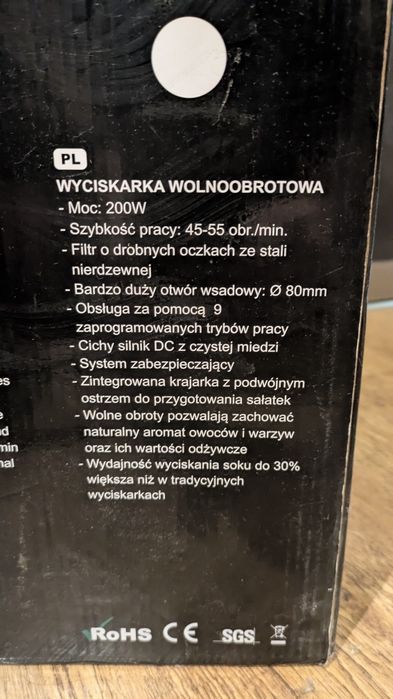 PL
WYCISKARKA WOLNOOBROTOWA
- Moc: 200W
- Szybkość pracy: 45-55 obr./min.
- Filtr o drobnych oczkach ze stali
nierdzewnej
- Bardzo duży otwór wsadowy: Ø 80mm
- Obsługa za pomocą 9
zaprogramowanych trybów pracy
- Cichy silnik DC z czystej miedzi
- System zabezpieczający
- Zintegrowana krajarka z podwójnym
ostrzem do przygotowania sałatek
- Wolne obroty pozwalają zachować
naturalny aromat owoców i warzyw
oraz ich wartości odżywcze
- Wydajność wyciskania soku do 30%
większa niż w tradycyjnych
wyciskarkach
RoHS CE SGS